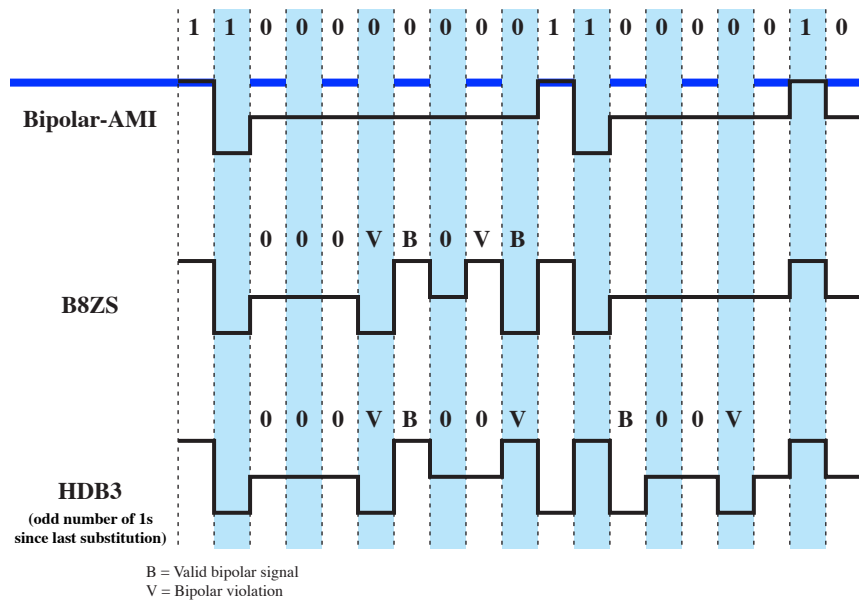 1 1 0 0 0 0 0 0 0 0 1 1 0 0 0 0 0 1 0
Bipolar-AMI
0 0 0 V B 0 V B
B8ZS
0 0 0 V B 0 0 V B 0 0 V
HDB3
(odd number of 1s
since last substitution)
B = Valid bipolar signal
V = Bipolar violation